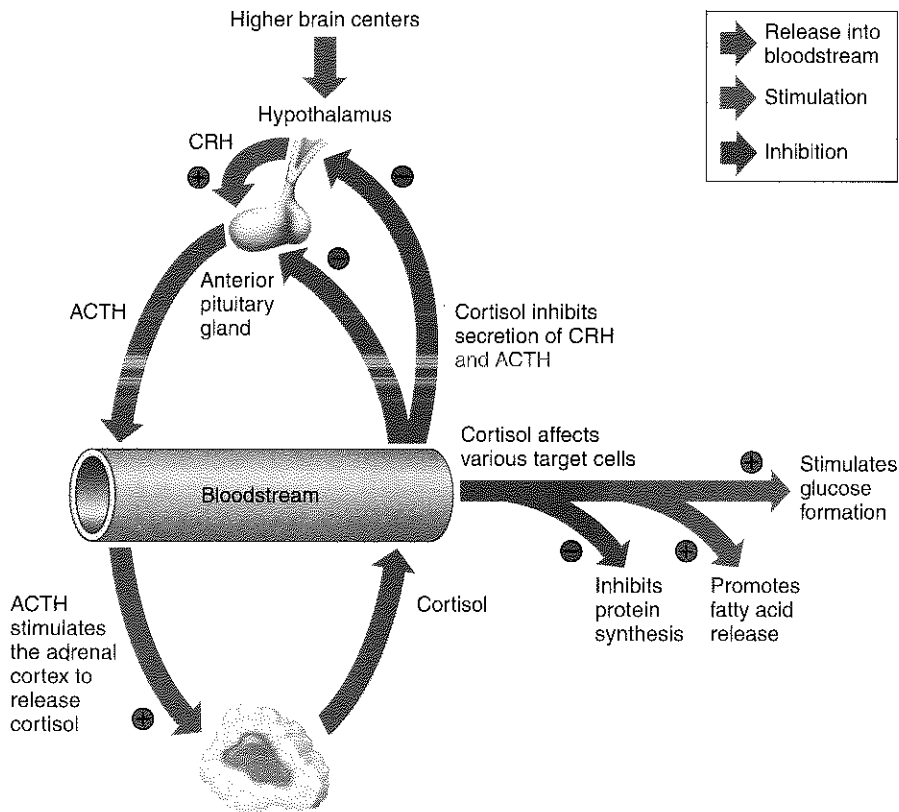 Higher brain centers
Release into
bloodstream
Stimulation
Inhibition
Hypothalamus
CRH
+
−
−
Anterior
pituitary
gland
ACTH
Cortisol inhibits
secretion of CRH
and ACTH
Cortisol affects
various target cells
+
Stimulates
glucose
formation
Bloodstream
−
+
Inhibits
protein
synthesis
Promotes
fatty acid
release
ACTH
stimulates
the adrenal
cortex to
release
cortisol
+
Cortisol